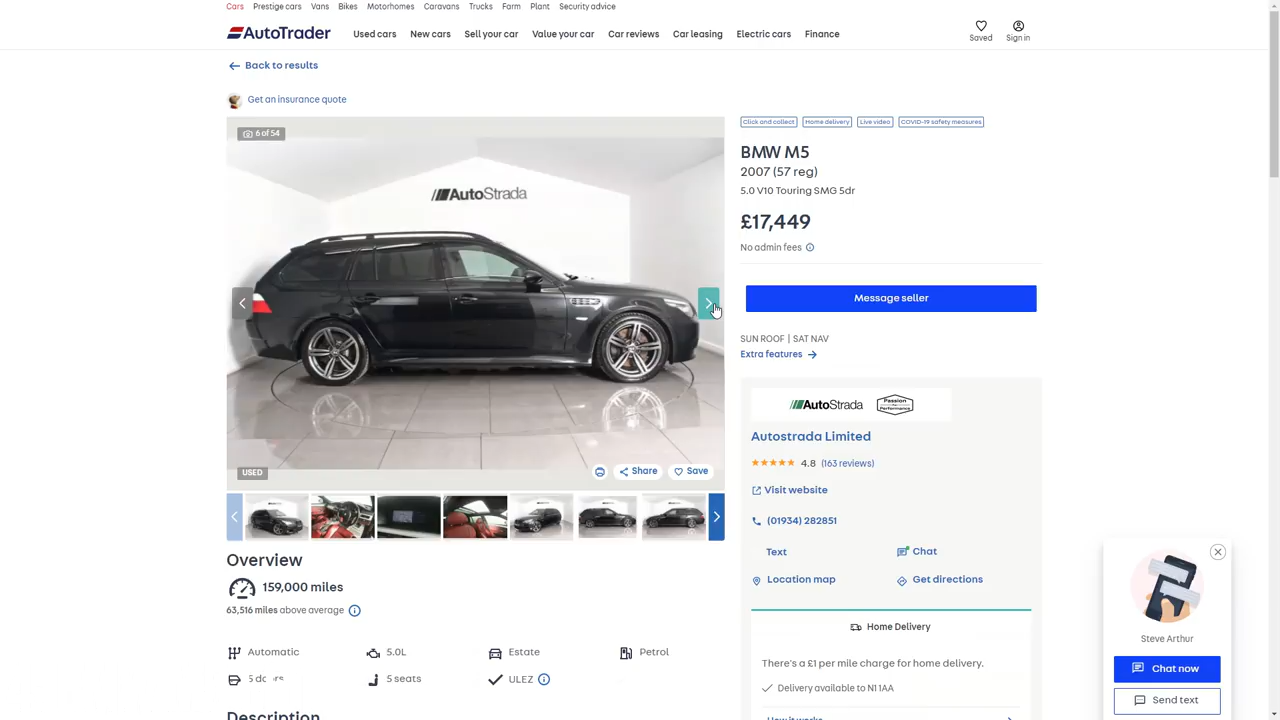 Cars Prestige cars Vans Bikes Motorhomes Caravans Trucks Farm Plant Security advice
AutoTrader
Used cars New cars Sell your car Value your car Car reviews Car leasing Electric cars Finance
Saved Sign in
Back to results
Get an insurance quote
6 of 54
AutoStrada
USED
Share Save
Click and collect Home delivery Live video COVID-19 safety measures
BMW M5
2007 (57 reg)
5.0 V10 Touring SMG 5dr
£17,449
No admin fees
Message seller
SUN ROOF | SAT NAV
Extra features
AutoStrada Passion Performance
Autostrada Limited
4.8 (163 reviews)
Visit website
(01934) 282851
Text Chat
Location map Get directions
Home Delivery
There's a £1 per mile charge for home delivery.
Delivery available to N1 1AA
How it works
Overview
159,000 miles
63,516 miles above average
Automatic 5.0L Estate Petrol
5 seats ULEZ
Description
Steve Arthur
Chat now
Send text